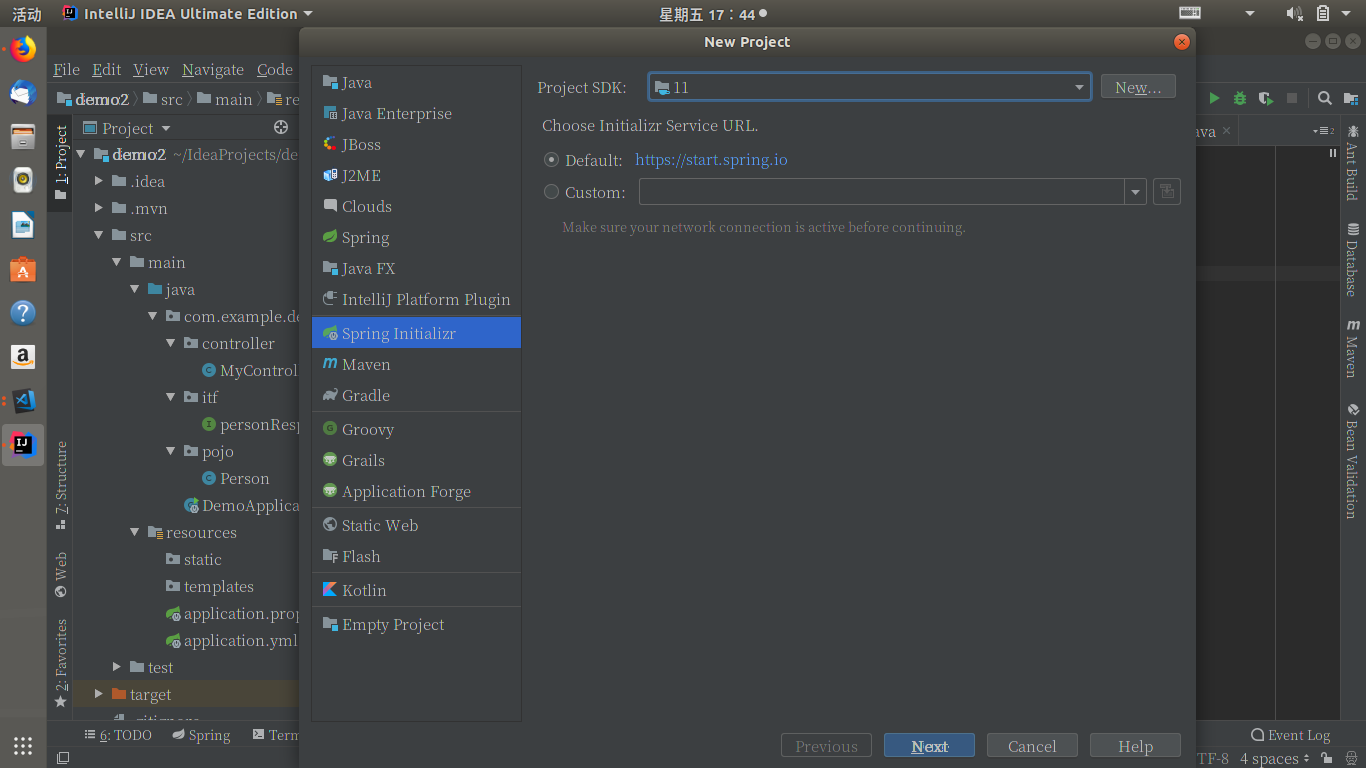 活动
IntelliJ IDEA Ultimate Edition
星期五 17：44
New Project
File Edit View Navigate Code
demo2 src main
Project
demo2 ~/IdeaProjects/de
.idea
.mvn
src
main
java
com.example.de
controller
MyControl
itf
personResp
pojo
Person
DemoApplica
resources
static
templates
application.prop
application.yml
test
target
1: Project
7: Structure
Web
2: Favorites
Java
Java Enterprise
JBoss
J2ME
Clouds
Spring
Java FX
IntelliJ Platform Plugin
Spring Initializr
Maven
Gradle
Groovy
Grails
Application Forge
Static Web
Flash
Kotlin
Empty Project
Project SDK: 11 New...
Choose Initializr Service URL.
Default: https://start.spring.io
Custom:
Make sure your network connection is active before continuing.
Previous Next Cancel Help
ava
2
Ant Build
Database
Maven
Bean Validation
6: TODO Spring Term
Event Log
TF-8 4 spaces